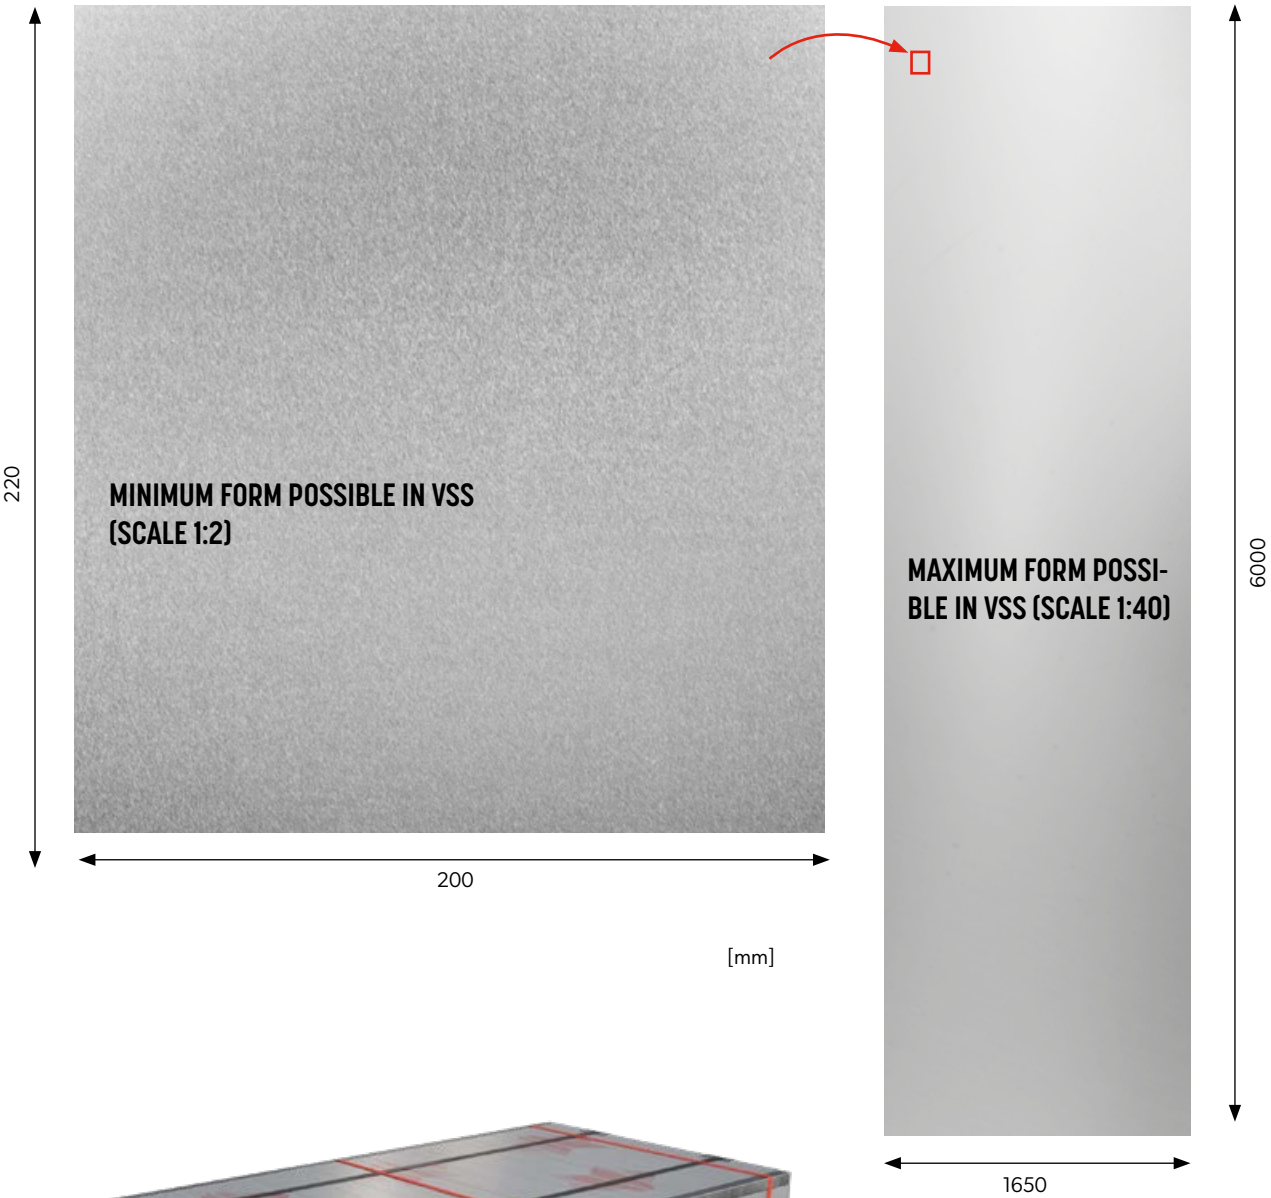 220
MINIMUM FORM POSSIBLE IN VSS
(SCALE 1:2)
200
[mm]
MAXIMUM FORM POSSI-
BLE IN VSS (SCALE 1:40)
6000
1650